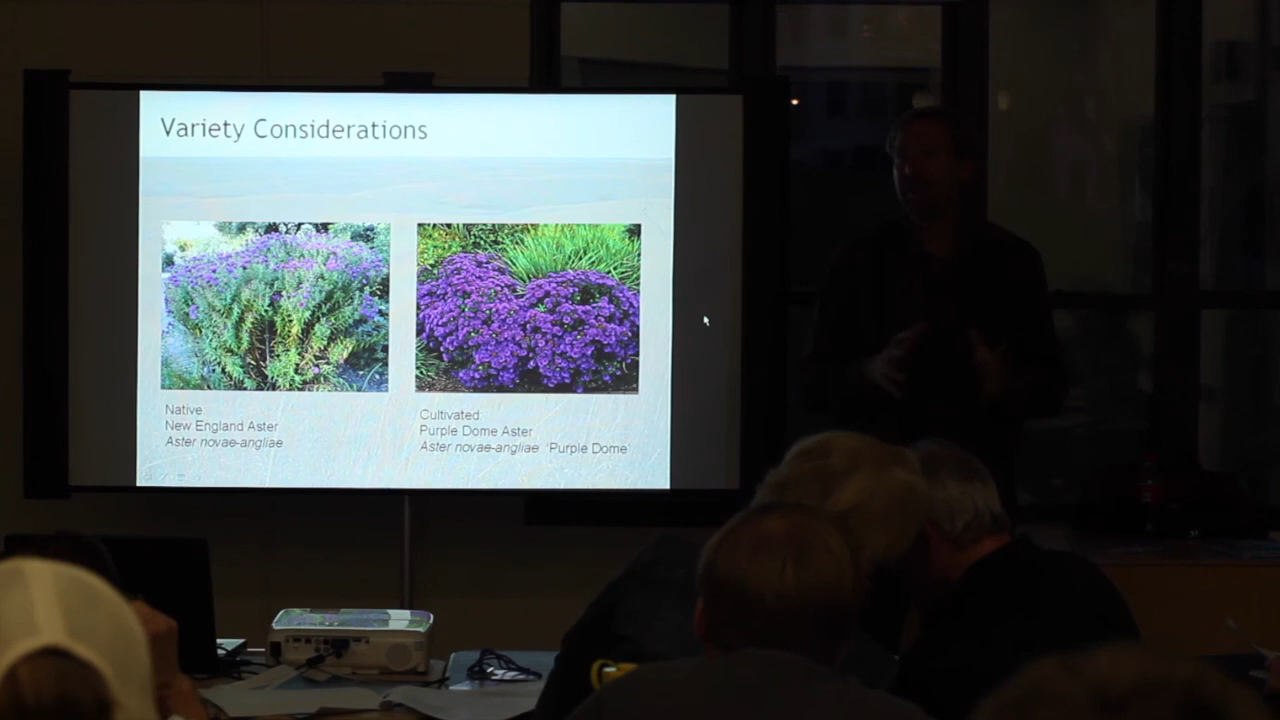 Variety Considerations
Native:
New England Aster
Aster novae-angliae
Cultivated:
Purple Dome Aster
Aster novae-angliae 'Purple Dome'